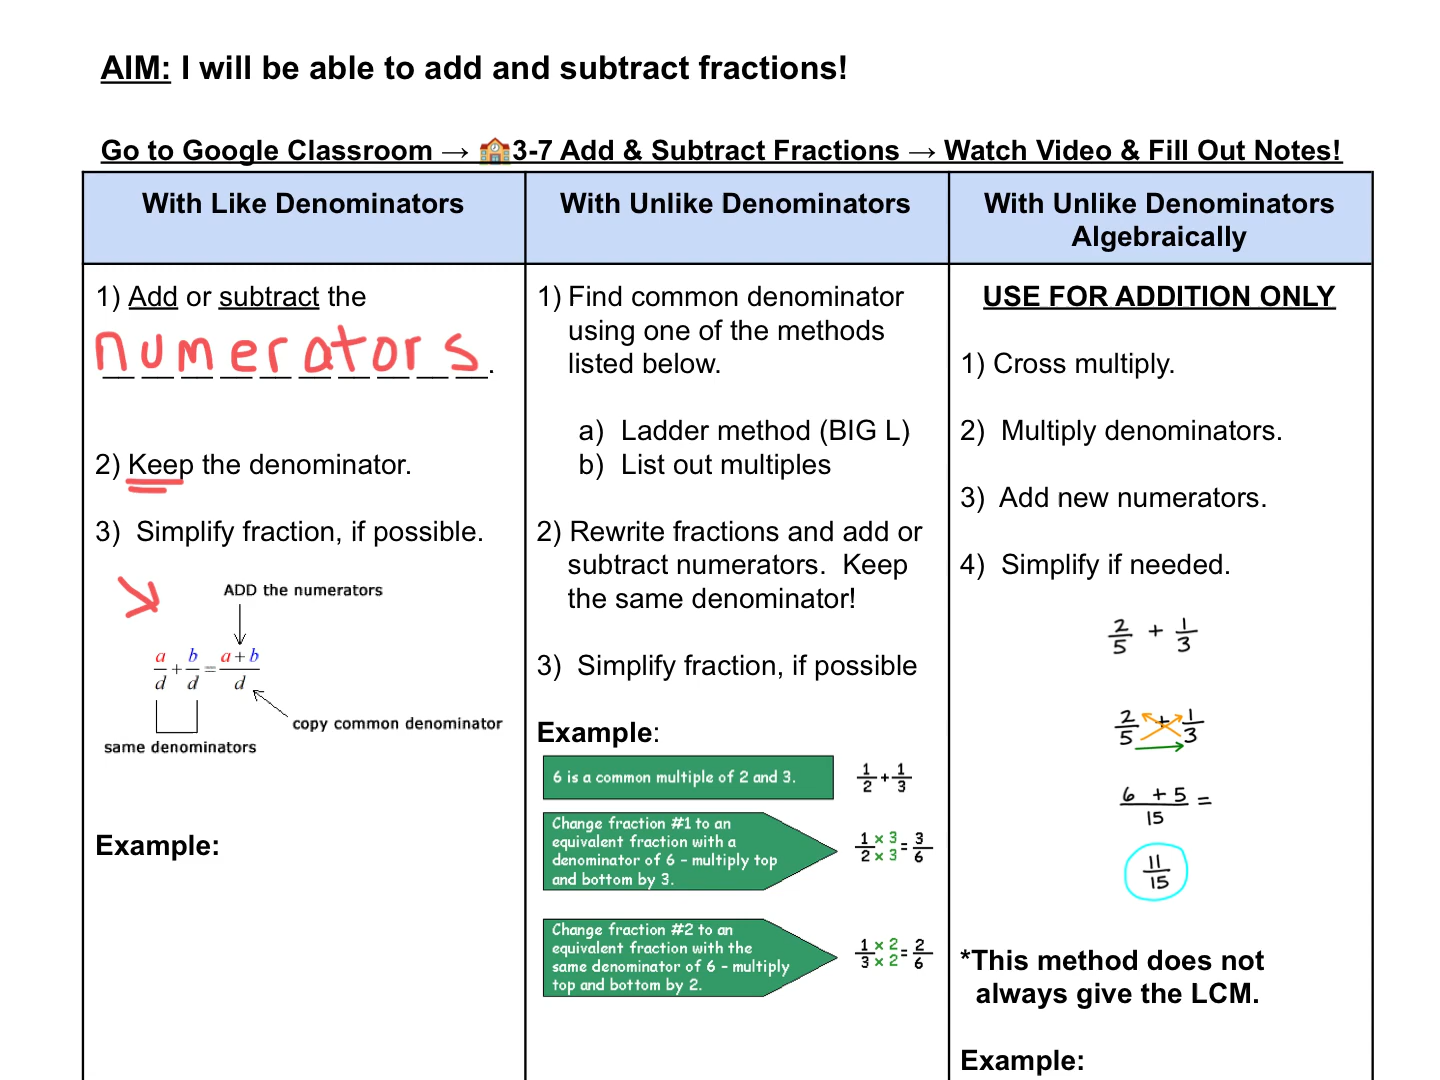 AIM: I will be able to add and subtract fractions!
Go to Google Classroom → 🏫3-7 Add & Subtract Fractions → Watch Video & Fill Out Notes!
With Like Denominators
1) Add or subtract the
numerators.
2) Keep the denominator.
3) Simplify fraction, if possible.
ADD the numerators
a/d + b/d = a+b/d
copy common denominator
same denominators
Example:
With Unlike Denominators
1) Find common denominator
using one of the methods
listed below.
a) Ladder method (BIG L)
b) List out multiples
2) Rewrite fractions and add or
subtract numerators. Keep
the same denominator!
3) Simplify fraction, if possible
Example:
6 is a common multiple of 2 and 3.
1/2 + 1/3
Change fraction #1 to an
equivalent fraction with a
denominator of 6 - multiply top
and bottom by 3.
1/2 × 3/× 3 = 3/6
Change fraction #2 to an
equivalent fraction with the
same denominator of 6 - multiply
top and bottom by 2.
1/3 × 2/× 2 = 2/6
With Unlike Denominators
Algebraically
USE FOR ADDITION ONLY
1) Cross multiply.
2) Multiply denominators.
3) Add new numerators.
4) Simplify if needed.
2/5 + 1/3
2/5 + 1/3
6 + 5/15 =
11/15
*This method does not
always give the LCM.
Example: